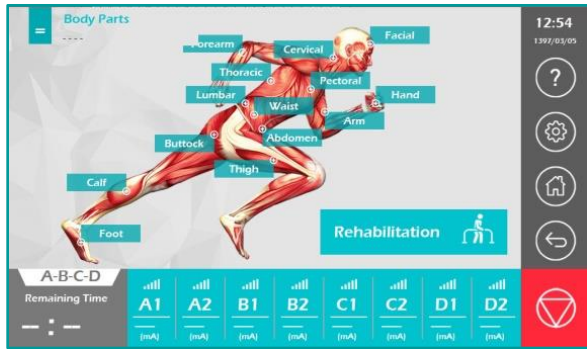 Body Parts
----
12:54
1397/03/05
Forearm
Cervical
Facial
Thoracic
Pectoral
Lumbar
Waist
Hand
Arm
Buttock
Abdomen
Thigh
Calf
Foot
Rehabilitation
?
A-B-C-D
Remaining Time
--:--
A1 A2 B1 B2 C1 C2 D1 D2
(mA) (mA) (mA) (mA) (mA) (mA) (mA) (mA)